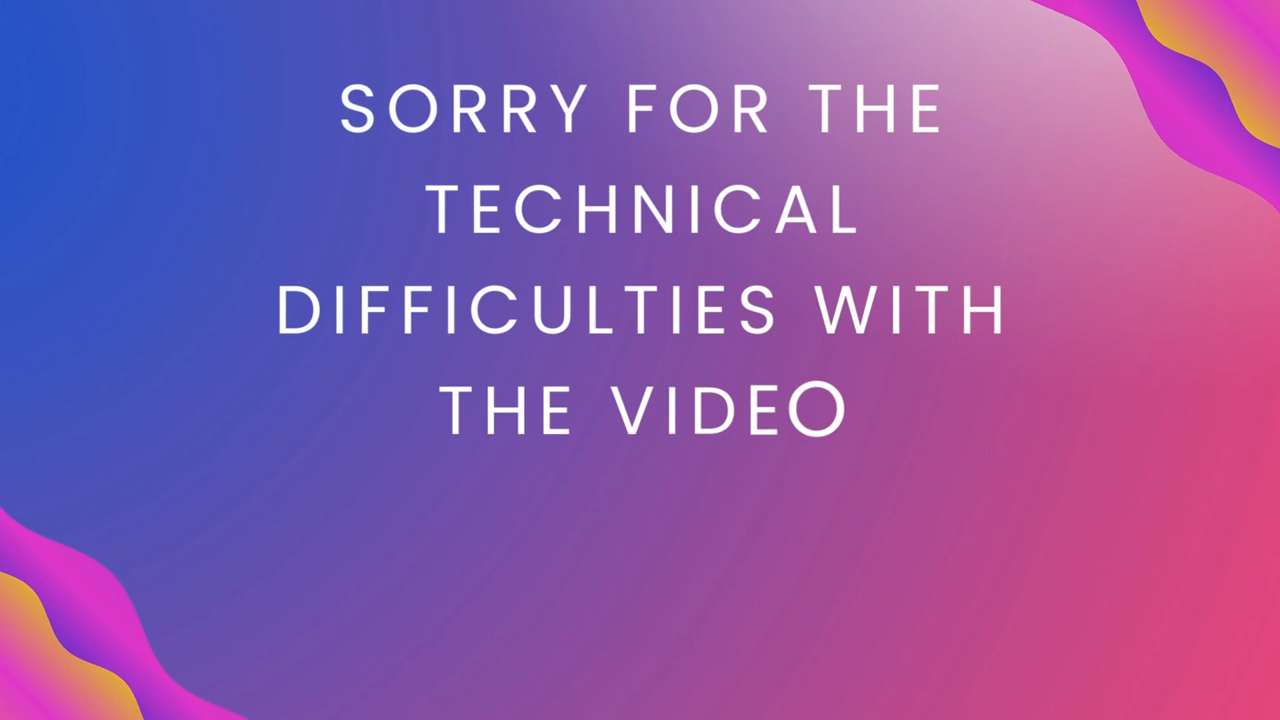 SORRY FOR THE
TECHNICAL
DIFFICULTIES WITH
THE VIDEO